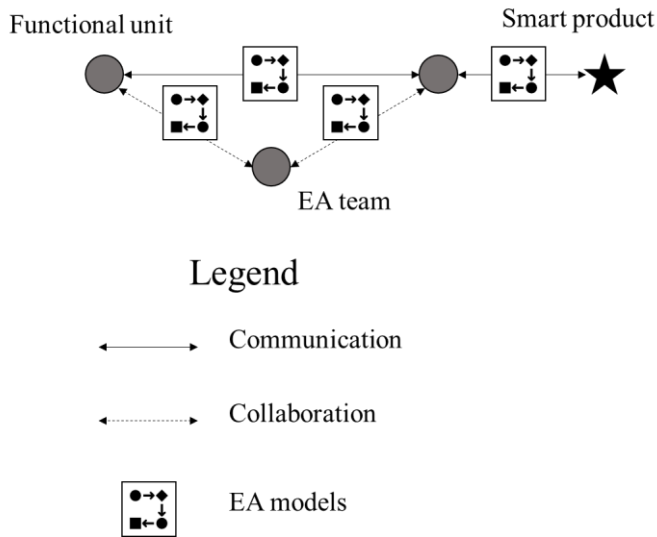 Functional unit
Smart product
EA team
Legend
Communication
Collaboration
EA models